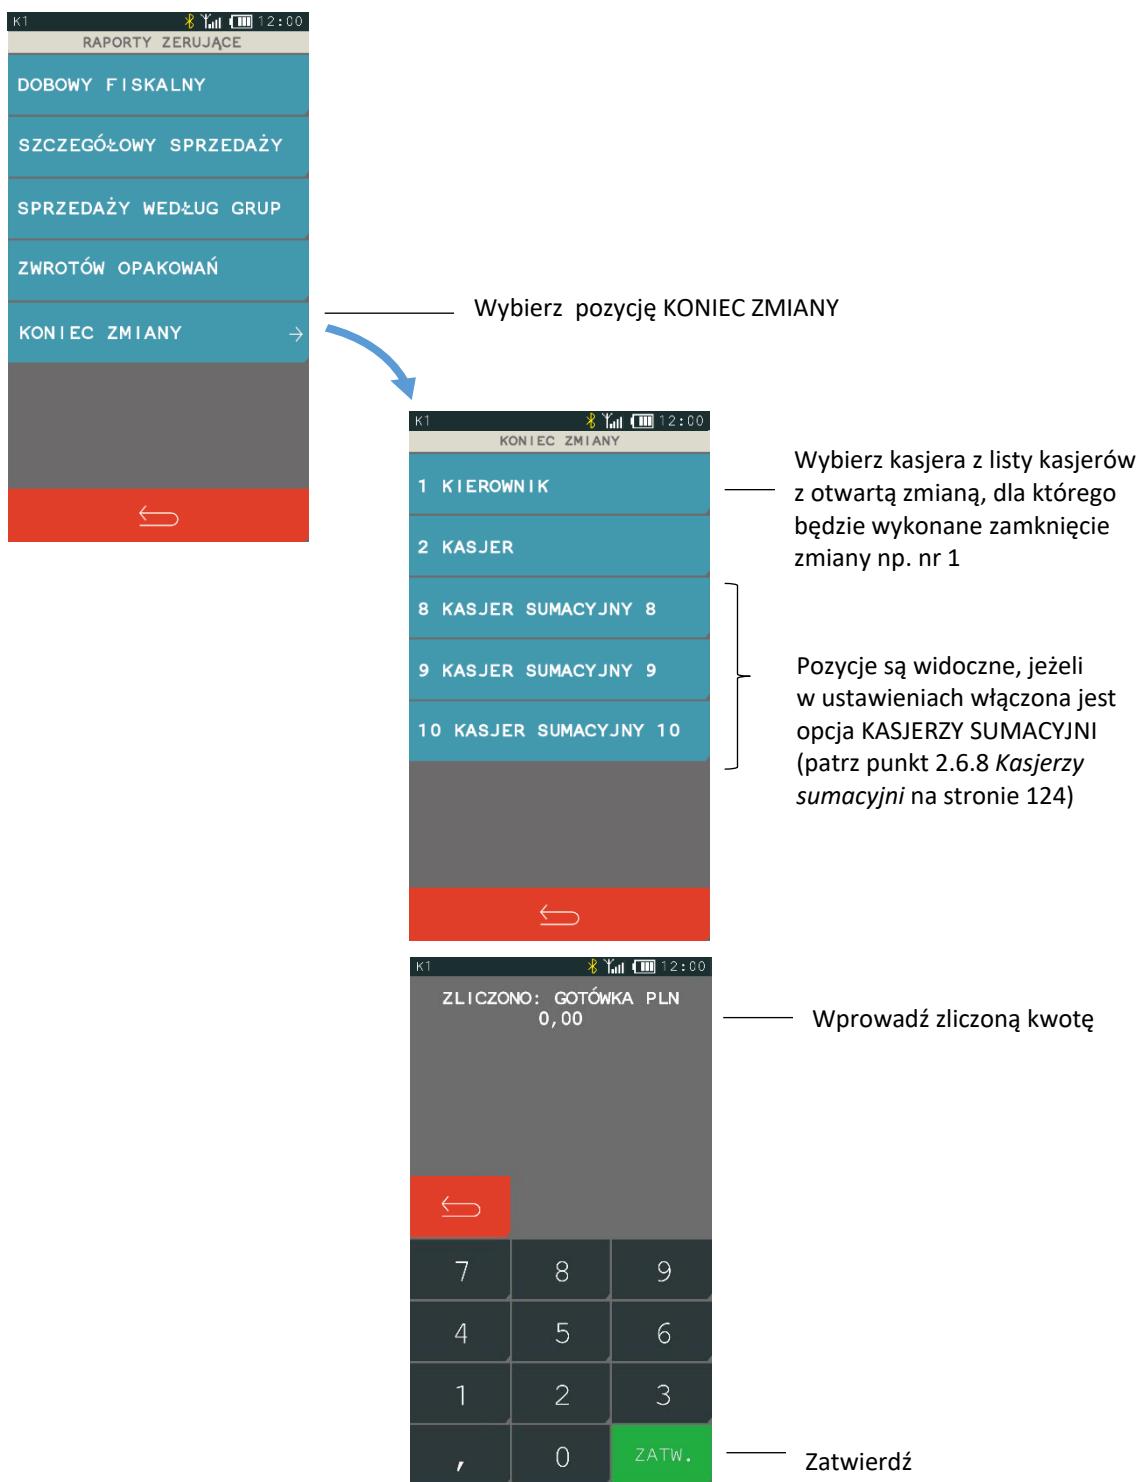 K1 12:00
RAPORTY ZERUJĄCE
DOBOWY FISKALNY
SZCZEGÓŁOWY SPRZEDAŻY
SPRZEDAŻY WEDŁUG GRUP
ZWROTÓW OPAKOWAŃ
KONIEC ZMIANY →
Wybierz pozycję KONIEC ZMIANY
K1 12:00
KONIEC ZMIANY
1 KIEROWNIK
2 KASJER
8 KASJER SUMACYJNY 8
9 KASJER SUMACYJNY 9
10 KASJER SUMACYJNY 10
Wybierz kasjera z listy kasjerów
z otwartą zmianą, dla którego
będzie wykonane zamknięcie
zmiany np. nr 1
Pozycje są widoczne, jeżeli
w ustawieniach włączona jest
opcja KASJERZY SUMACYJNI
(patrz punkt 2.6.8 Kasjerzy
sumacyjni na stronie 124)
K1 12:00
ZLICZONO: GOTÓWKA PLN
0,00
Wprowadź zliczoną kwotę
7 8 9
4 5 6
1 2 3
, 0 ZATW.
Zatwierdź